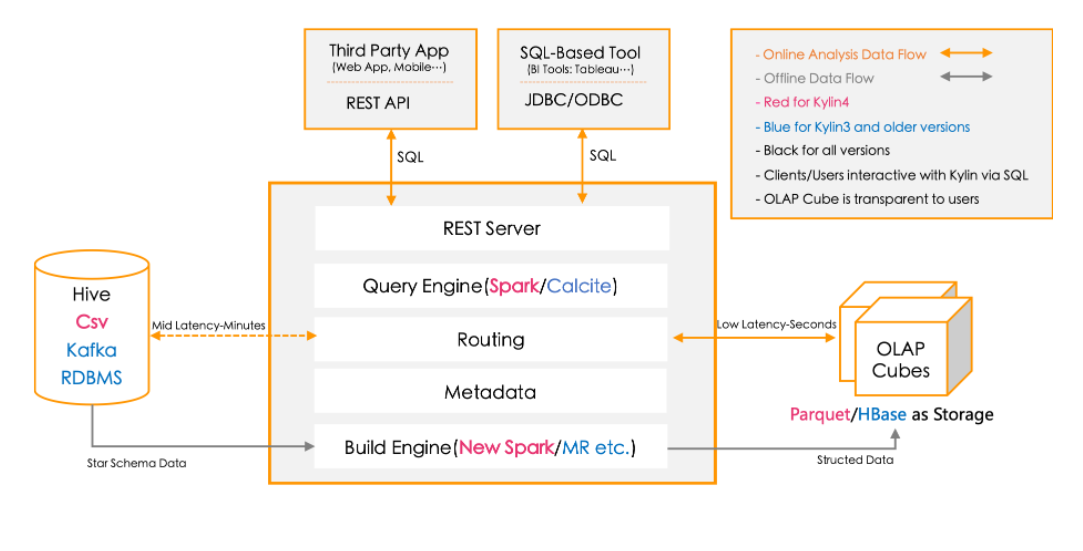 Third Party App
(Web App, Mobile···)
REST API
SQL-Based Tool
(BI Tools: Tableau···)
JDBC/ODBC
- Online Analysis Data Flow
- Offline Data Flow
- Red for Kylin4
- Blue for Kylin3 and older versions
- Black for all versions
- Clients/Users interactive with Kylin via SQL
- OLAP Cube is transparent to users
SQL
SQL
REST Server
Query Engine(Spark/Calcite)
Routing
Metadata
Build Engine(New Spark/MR etc.)
Hive
Csv
Kafka
RDBMS
Mid Latency-Minutes
Low Latency-Seconds
OLAP
Cubes
Parquet/HBase as Storage
Star Schema Data
Structed Data